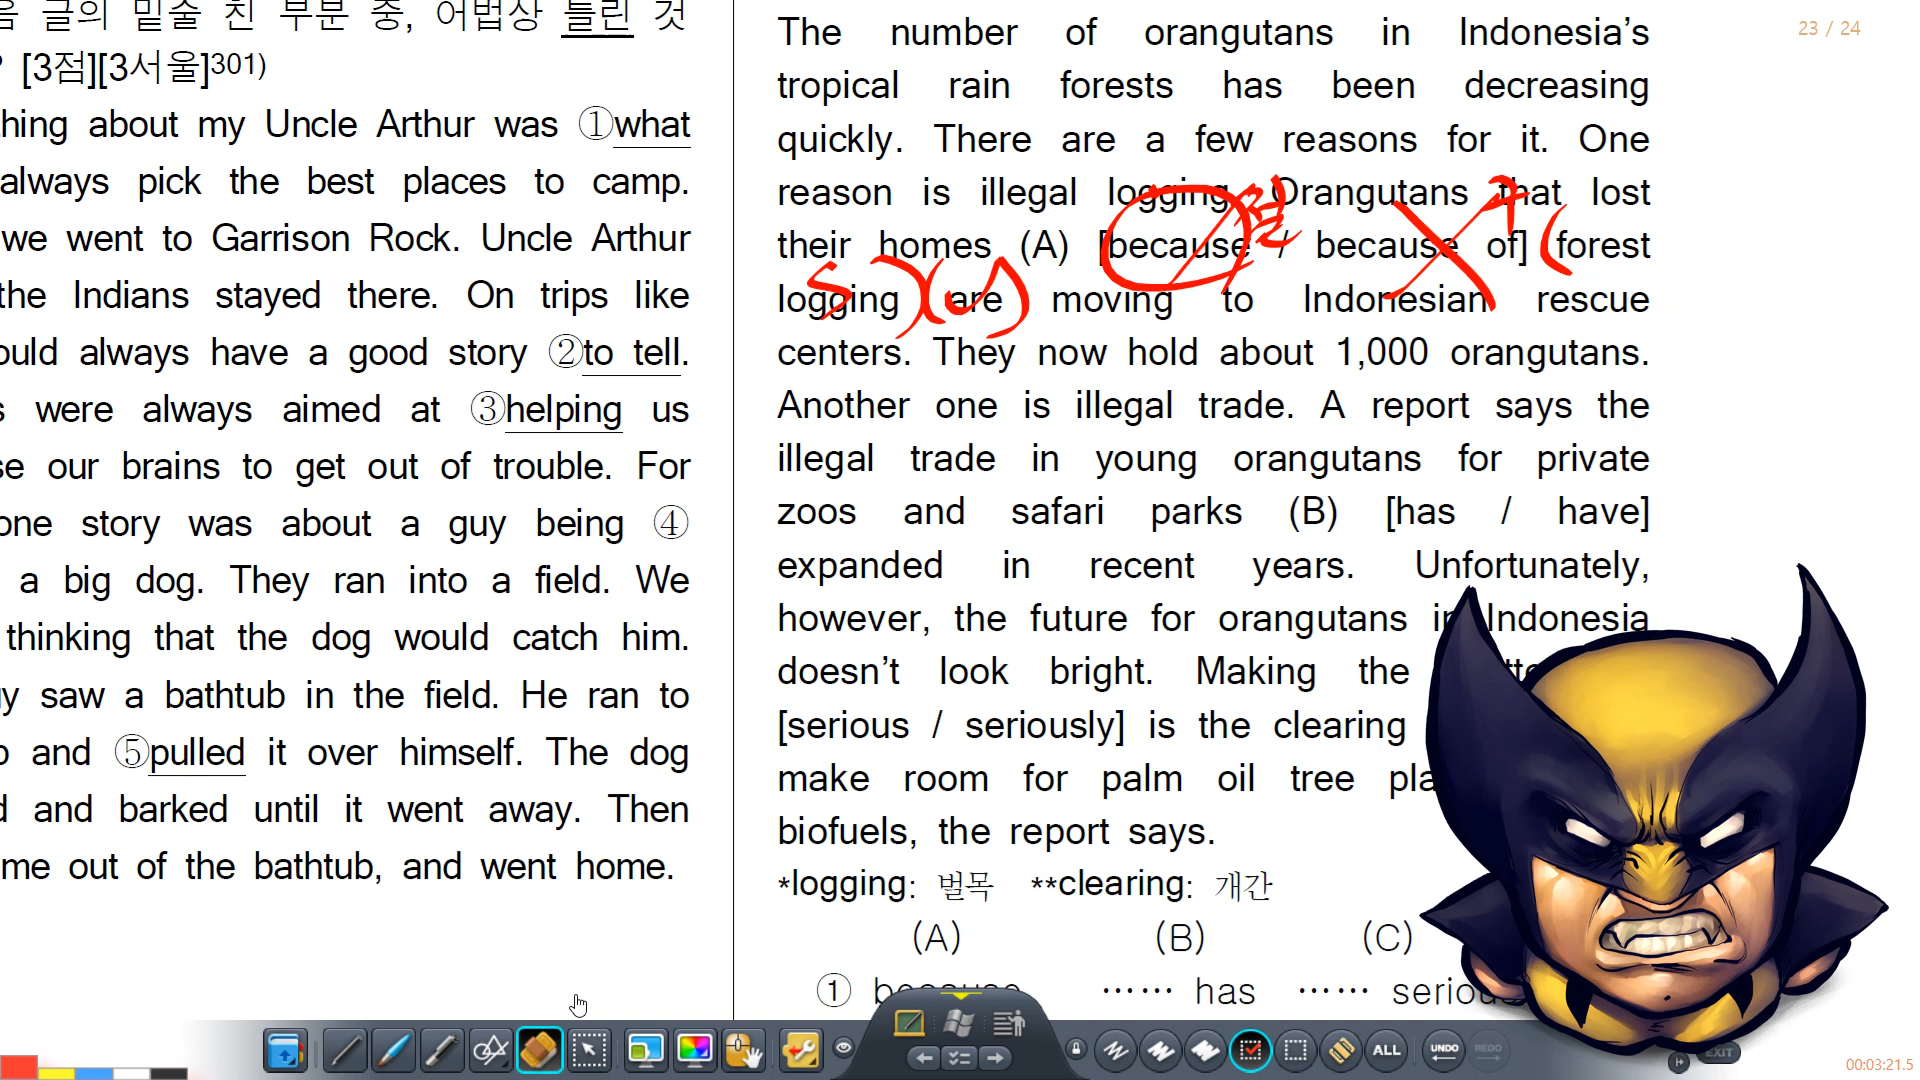 음 글의 밑줄 친 부분 중, 어법상 틀린 것
? [3점][3서울]301)
thing about my Uncle Arthur was ①what
always pick the best places to camp.
we went to Garrison Rock. Uncle Arthur
the Indians stayed there. On trips like
ould always have a good story ②to tell.
s were always aimed at ③helping us
se our brains to get out of trouble. For
one story was about a guy being ④
a big dog. They ran into a field. We
thinking that the dog would catch him.
y saw a bathtub in the field. He ran to
and ⑤pulled it over himself. The dog
d and barked until it went away. Then
me out of the bathtub, and went home.
The number of orangutans in Indonesia's
tropical rain forests has been decreasing
quickly. There are a few reasons for it. One
reason is illegal logging. Orangutans that lost
their homes (A) [because / because of] forest
logging are moving to Indonesian rescue
centers. They now hold about 1,000 orangutans.
Another one is illegal trade. A report says the
illegal trade in young orangutans for private
zoos and safari parks (B) [has / have]
expanded in recent years. Unfortunately,
however, the future for orangutans in Indonesia
doesn't look bright. Making the
[serious / seriously] is the clearing
make room for palm oil tree pla
biofuels, the report says.
*logging: 벌목 **clearing: 개간
(A) (B) (C)
① because …… has …… serious
23 / 24
ALL UNDO REDO
EXIT
00:03:21.5